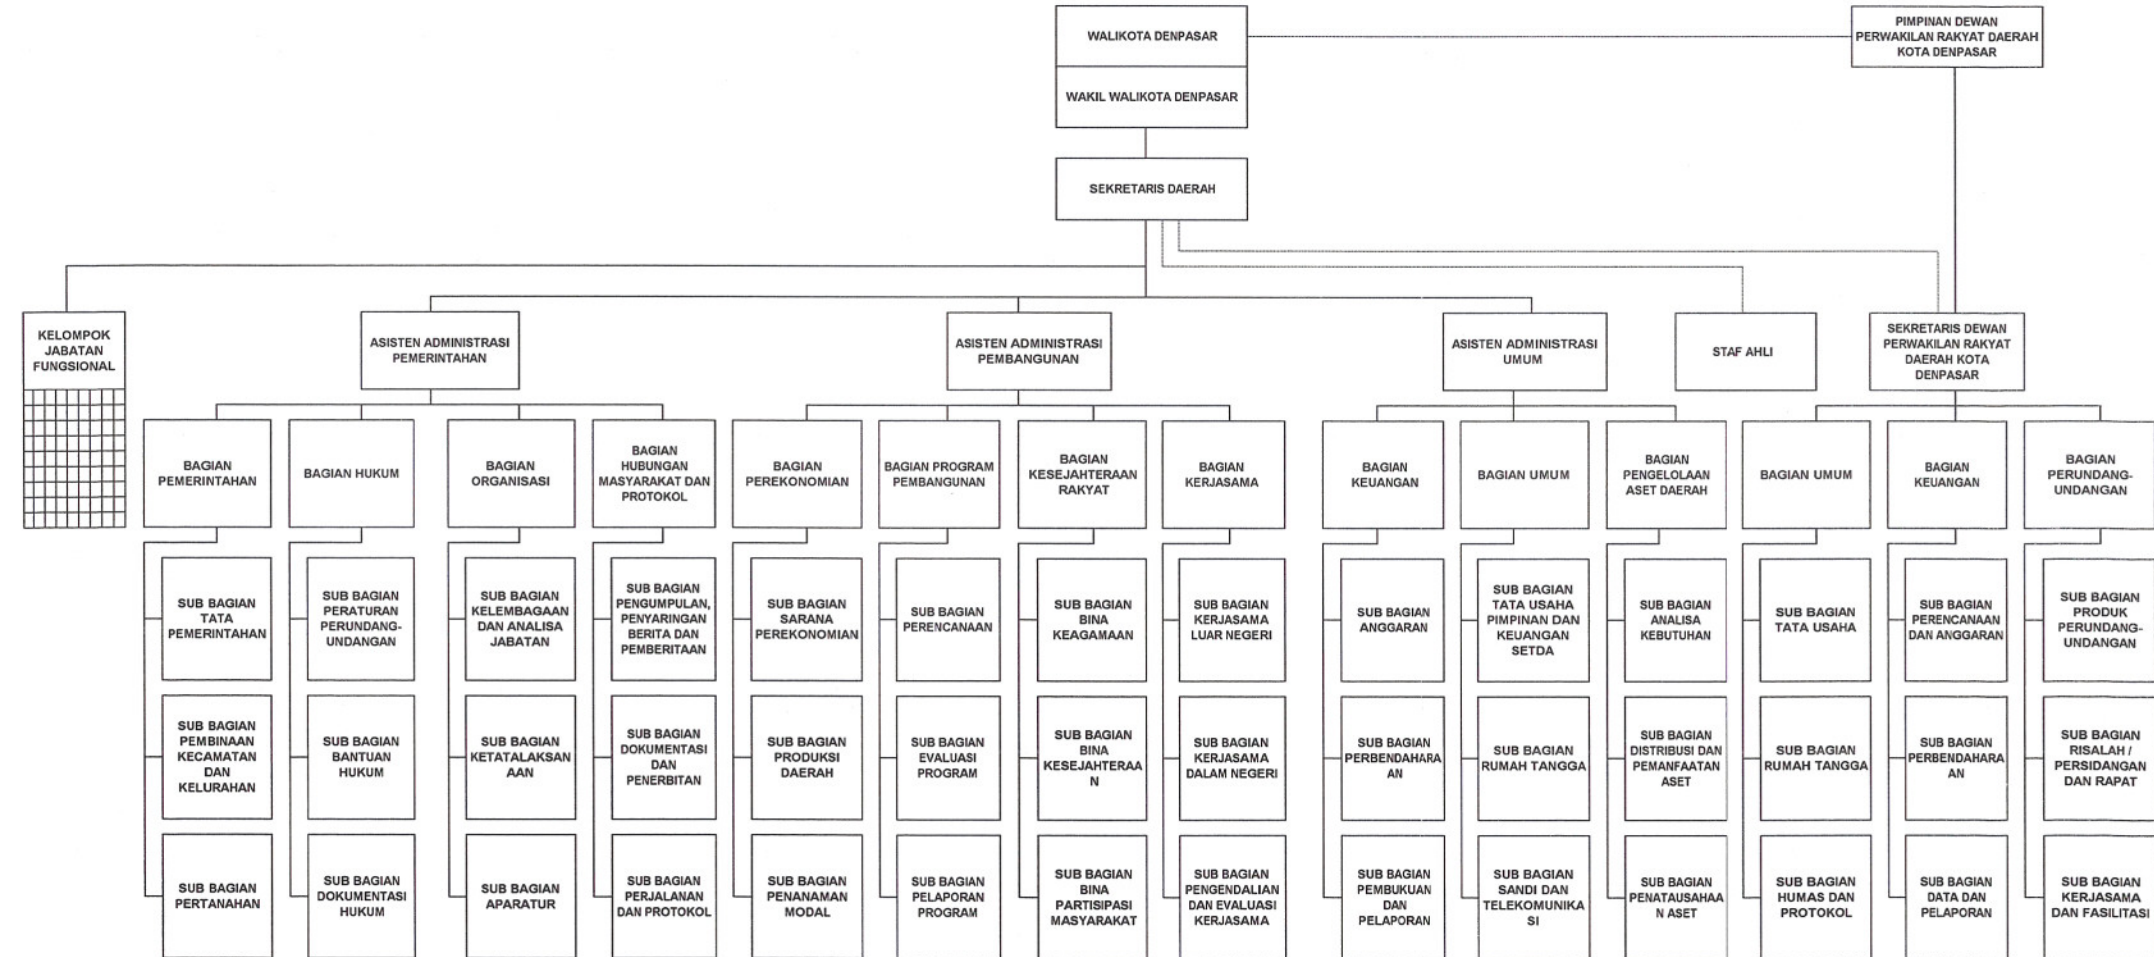 WALIKOTA DENPASAR
WAKIL WALIKOTA DENPASAR
PIMPINAN DEWAN
PERWAKILAN RAKYAT DAERAH
KOTA DENPASAR
SEKRETARIS DAERAH
KELOMPOK
JABATAN
FUNGSIONAL
ASISTEN ADMINISTRASI
PEMERINTAHAN
ASISTEN ADMINISTRASI
PEMBANGUNAN
ASISTEN ADMINISTRASI
UMUM
STAF AHLI
SEKRETARIS DEWAN
PERWAKILAN RAKYAT
DAERAH KOTA
DENPASAR
BAGIAN
PEMERINTAHAN
BAGIAN HUKUM
BAGIAN
ORGANISASI
BAGIAN
HUBUNGAN
MASYARAKAT DAN
PROTOKOL
BAGIAN
PEREKONOMIAN
BAGIAN PROGRAM
PEMBANGUNAN
BAGIAN
KESEJAHTERAAN
RAKYAT
BAGIAN
KERJASAMA
BAGIAN
KEUANGAN
BAGIAN UMUM
BAGIAN
PENGELOLAAN
ASET DAERAH
BAGIAN UMUM
BAGIAN
KEUANGAN
BAGIAN
PERUNDANG-
UNDANGAN
SUB BAGIAN
TATA
PEMERINTAHAN
SUB BAGIAN
PERATURAN
PERUNDANG-
UNDANGAN
SUB BAGIAN
KELEMBAGAAN
DAN ANALISA
JABATAN
SUB BAGIAN
PENGUMPULAN,
PENYARINGAN
BERITA DAN
PEMBERITAAN
SUB BAGIAN
SARANA
PEREKONOMIAN
SUB BAGIAN
PERENCANAAN
SUB BAGIAN
BINA
KEAGAMAAN
SUB BAGIAN
KERJASAMA
LUAR NEGERI
SUB BAGIAN
ANGGARAN
SUB BAGIAN
TATA USAHA
PIMPINAN DAN
KEUANGAN
SETDA
SUB BAGIAN
ANALISA
KEBUTUHAN
SUB BAGIAN
TATA USAHA
SUB BAGIAN
PERENCANAAN
DAN ANGGARAN
SUB BAGIAN
PRODUK
PERUNDANG-
UNDANGAN
SUB BAGIAN
PEMBINAAN
KECAMATAN
DAN
KELURAHAN
SUB BAGIAN
BANTUAN
HUKUM
SUB BAGIAN
KETATALAKSAN
AAN
SUB BAGIAN
DOKUMENTASI
DAN
PENERBITAN
SUB BAGIAN
PRODUKSI
DAERAH
SUB BAGIAN
EVALUASI
PROGRAM
SUB BAGIAN
BINA
KESEJAHTERAA
N
SUB BAGIAN
KERJASAMA
DALAM NEGERI
SUB BAGIAN
PERBENDAHARA
AN
SUB BAGIAN
RUMAH TANGGA
SUB BAGIAN
DISTRIBUSI DAN
PEMANFAATAN
ASET
SUB BAGIAN
RUMAH TANGGA
SUB BAGIAN
PERBENDAHARA
AN
SUB BAGIAN
RISALAH /
PERSIDANGAN
DAN RAPAT
SUB BAGIAN
PERTANAHAN
SUB BAGIAN
DOKUMENTASI
HUKUM
SUB BAGIAN
APARATUR
SUB BAGIAN
PERJALANAN
DAN PROTOKOL
SUB BAGIAN
PENANAMAN
MODAL
SUB BAGIAN
PELAPORAN
PROGRAM
SUB BAGIAN
BINA
PARTISIPASI
MASYARAKAT
SUB BAGIAN
PENGENDALIAN
DAN EVALUASI
KERJASAMA
SUB BAGIAN
PEMBUKUAN
DAN
PELAPORAN
SUB BAGIAN
SANDI DAN
TELEKOMUNIKA
SI
SUB BAGIAN
PENATAUSAHAA
N ASET
SUB BAGIAN
HUMAS DAN
PROTOKOL
SUB BAGIAN
DATA DAN
PELAPORAN
SUB BAGIAN
KERJASAMA
DAN FASILITASI